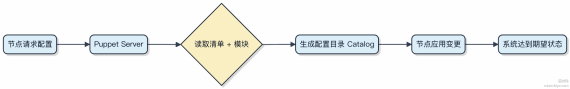 节点请求配置
Puppet Server
读取清单 + 模块
生成配置目录 Catalog
节点应用变更
系统达到期望状态